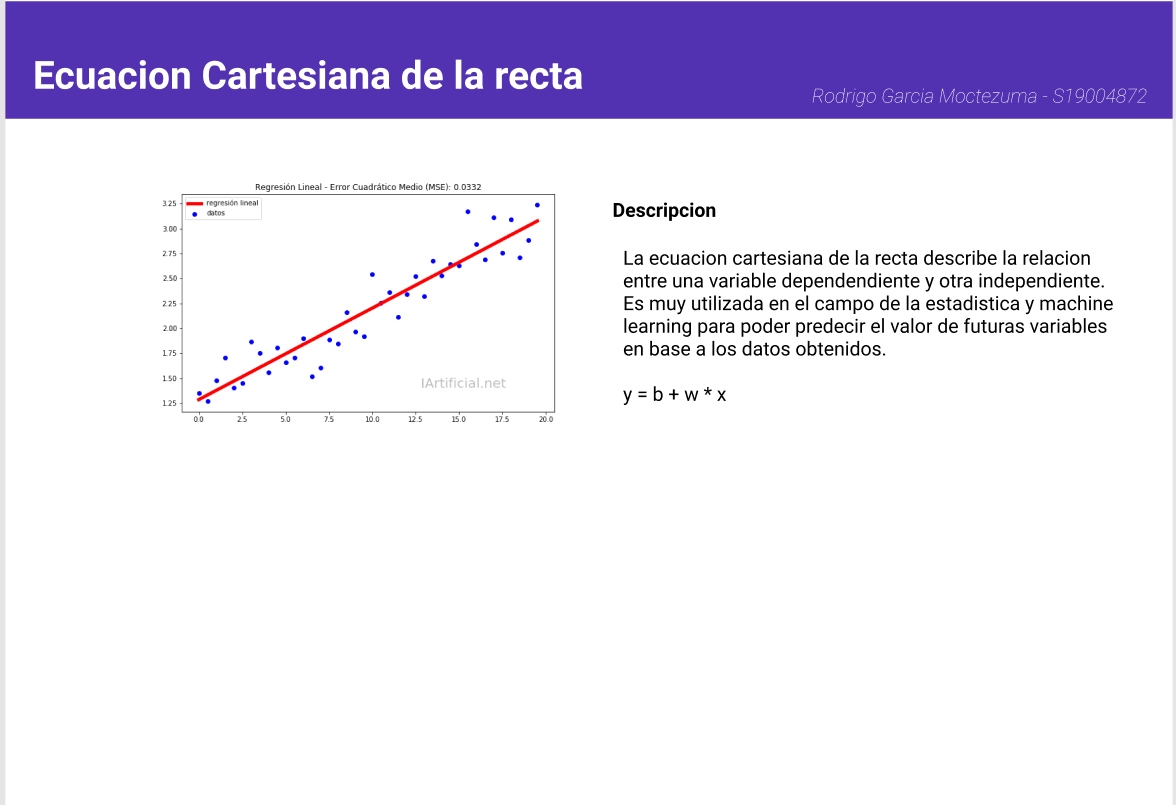 Ecuacion Cartesiana de la recta
Rodrigo Garcia Moctezuma - S19004872
Regresión Lineal - Error Cuadrático Medio (MSE): 0.0332
regresión lineal
datos
3.25
3.00
2.75
2.50
2.25
2.00
1.75
1.50
1.25
IArtificial.net
0.0 2.5 5.0 7.5 10.0 12.5 15.0 17.5 20.0
Descripcion
La ecuacion cartesiana de la recta describe la relacion
entre una variable dependendiente y otra independiente.
Es muy utilizada en el campo de la estadistica y machine
learning para poder predecir el valor de futuras variables
en base a los datos obtenidos.
y = b + w * x